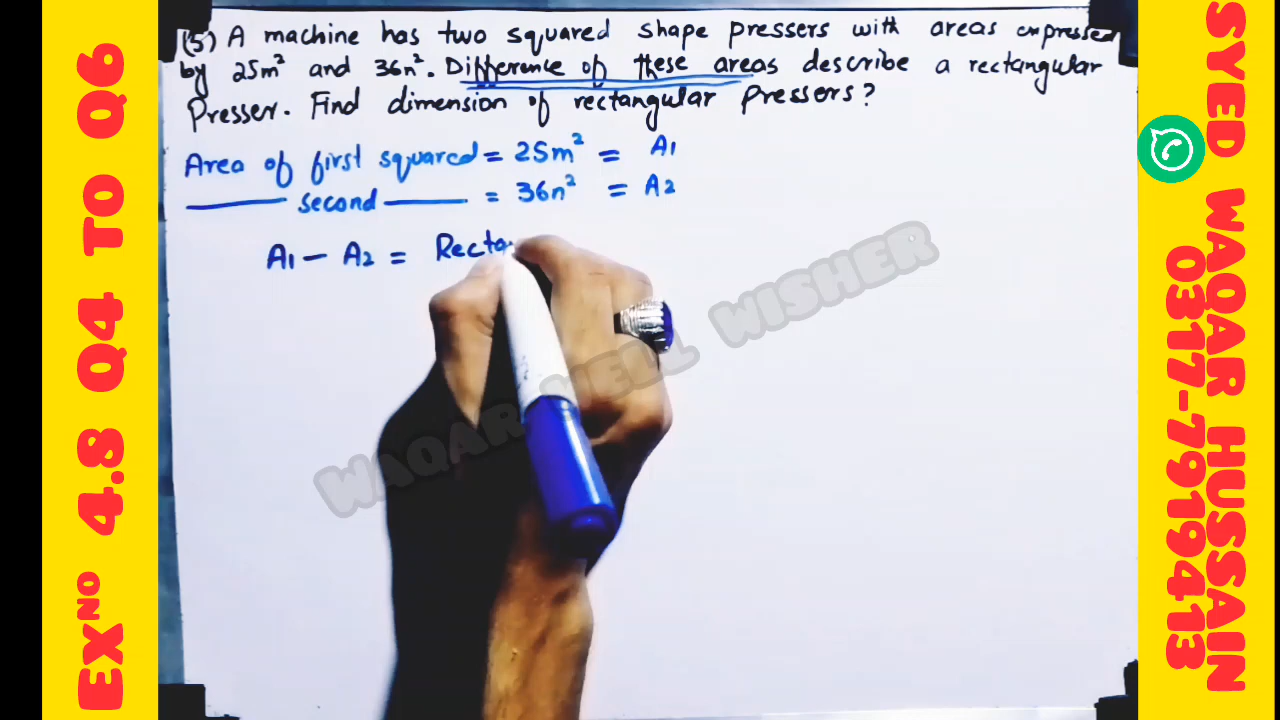 EXNO 4.8 Q4 TO Q6
(5) A machine has two squared shape pressers with areas expressed
by 25m² and 36n². Difference of these areas describe a rectangular
Presser. Find dimension of rectangular Pressers?
Area of first squared = 25m² = A1
second = 36n² = A2
A1 - A2 = Recta
WAQAR WELL WISHER
SYED WAQAR HUSSAIN
0317-7919413